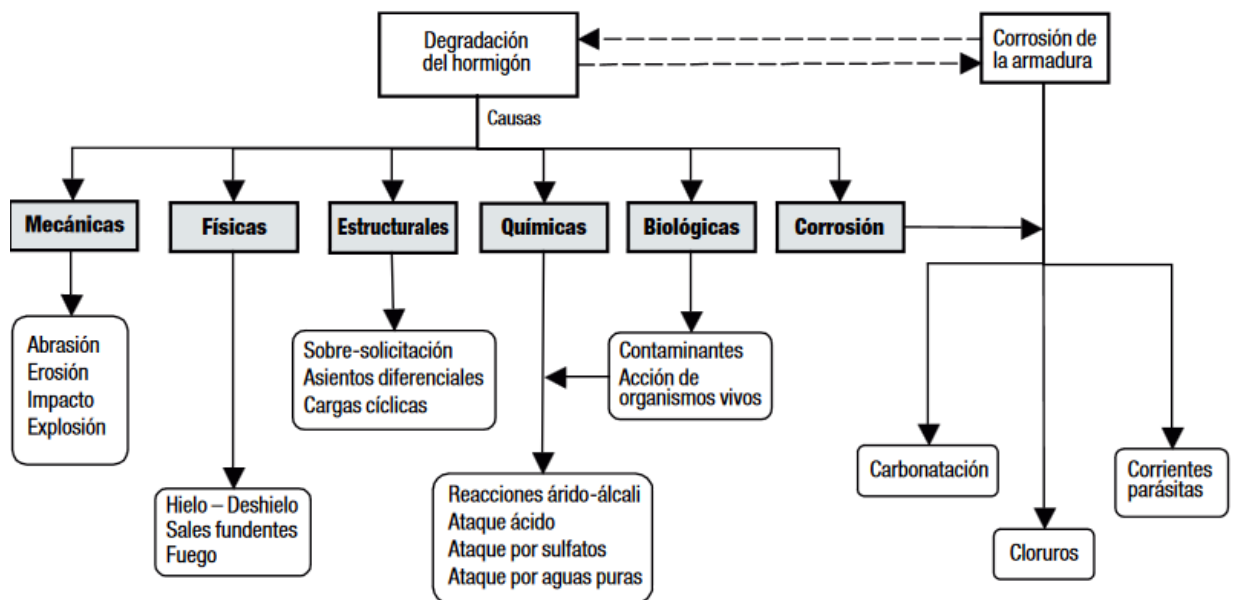 Degradación
del hormigón
Corrosión de
la armadura
Causas
Mecánicas
Físicas
Estructurales
Químicas
Biológicas
Corrosión
Abrasión
Erosión
Impacto
Explosión
Sobre-solicitación
Asientos diferenciales
Cargas cíclicas
Contaminantes
Acción de
organismos vivos
Hielo – Deshielo
Sales fundentes
Fuego
Reacciones árido-álcali
Ataque ácido
Ataque por sulfatos
Ataque por aguas puras
Carbonatación
Cloruros
Corrientes
parásitas